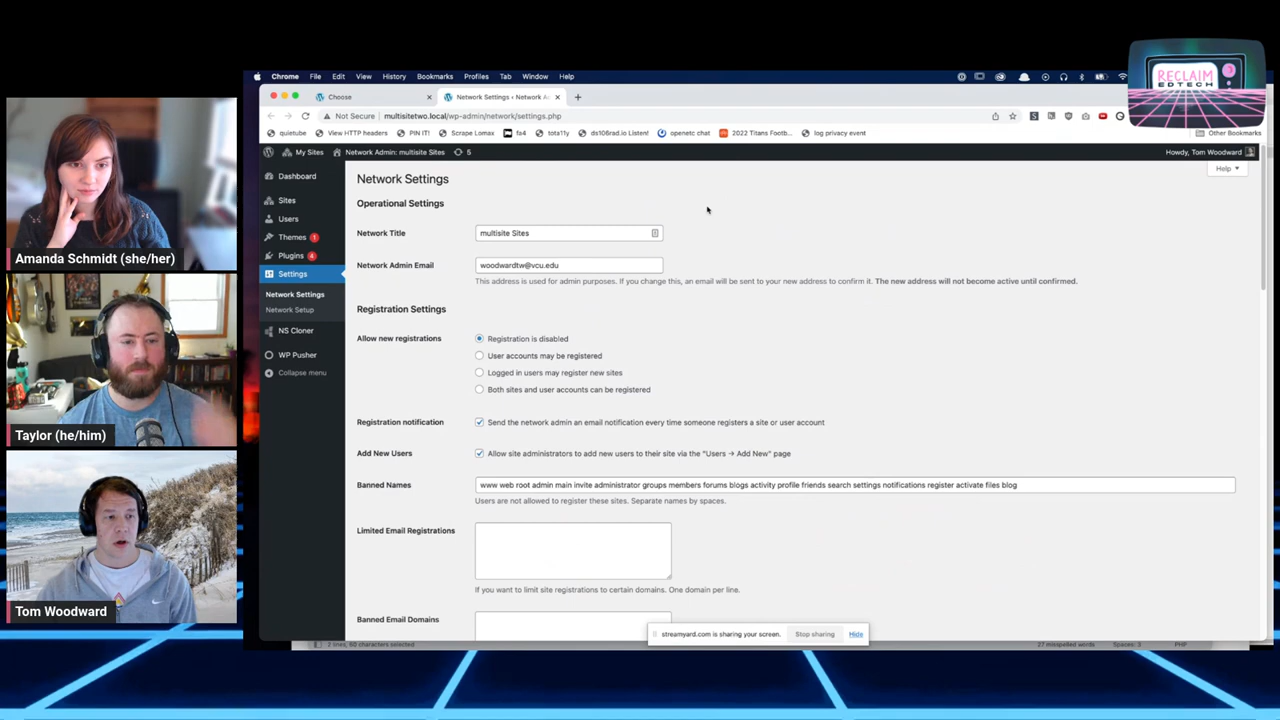 Chrome File Edit View History Bookmarks Profiles Tab Window Help
RECLAIM
EDTECH
Choose
Network Settings ‹ Network A
Not Secure multisitetwo.local/wp-admin/network/settings.php
quietube View HTTP headers PIN IT! Scrape Lomax fa4 tota11y ds106rad.io Listen! openetc chat 2022 Titans Footb... log privacy event Other Bookmarks
My Sites Network Admin: multisite Sites 5 Howdy, Tom Woodward
Help
Dashboard
Sites
Users
Themes 1
Plugins 4
Settings
Network Settings
Network Setup
NS Cloner
WP Pusher
Collapse menu
Network Settings
Operational Settings
Network Title multisite Sites
Network Admin Email woodwardtw@vcu.edu
This address is used for admin purposes. If you change this, an email will be sent to your new address to confirm it. The new address will not become active until confirmed.
Registration Settings
Allow new registrations Registration is disabled
User accounts may be registered
Logged in users may register new sites
Both sites and user accounts can be registered
Registration notification Send the network admin an email notification every time someone registers a site or user account
Add New Users Allow site administrators to add new users to their site via the "Users → Add New" page
Banned Names www web root admin main invite administrator groups members forums blogs activity profile friends search settings notifications register activate files blog
Users are not allowed to register these sites. Separate names by spaces.
Limited Email Registrations
If you want to limit site registrations to certain domains. One domain per line.
Banned Email Domains
streamyard.com is sharing your screen. Stop sharing Hide
2 lines, 60 characters selected 27 misspelled words Spaces: 3 PHP
Amanda Schmidt (she/her)
Taylor (he/him)
Tom Woodward